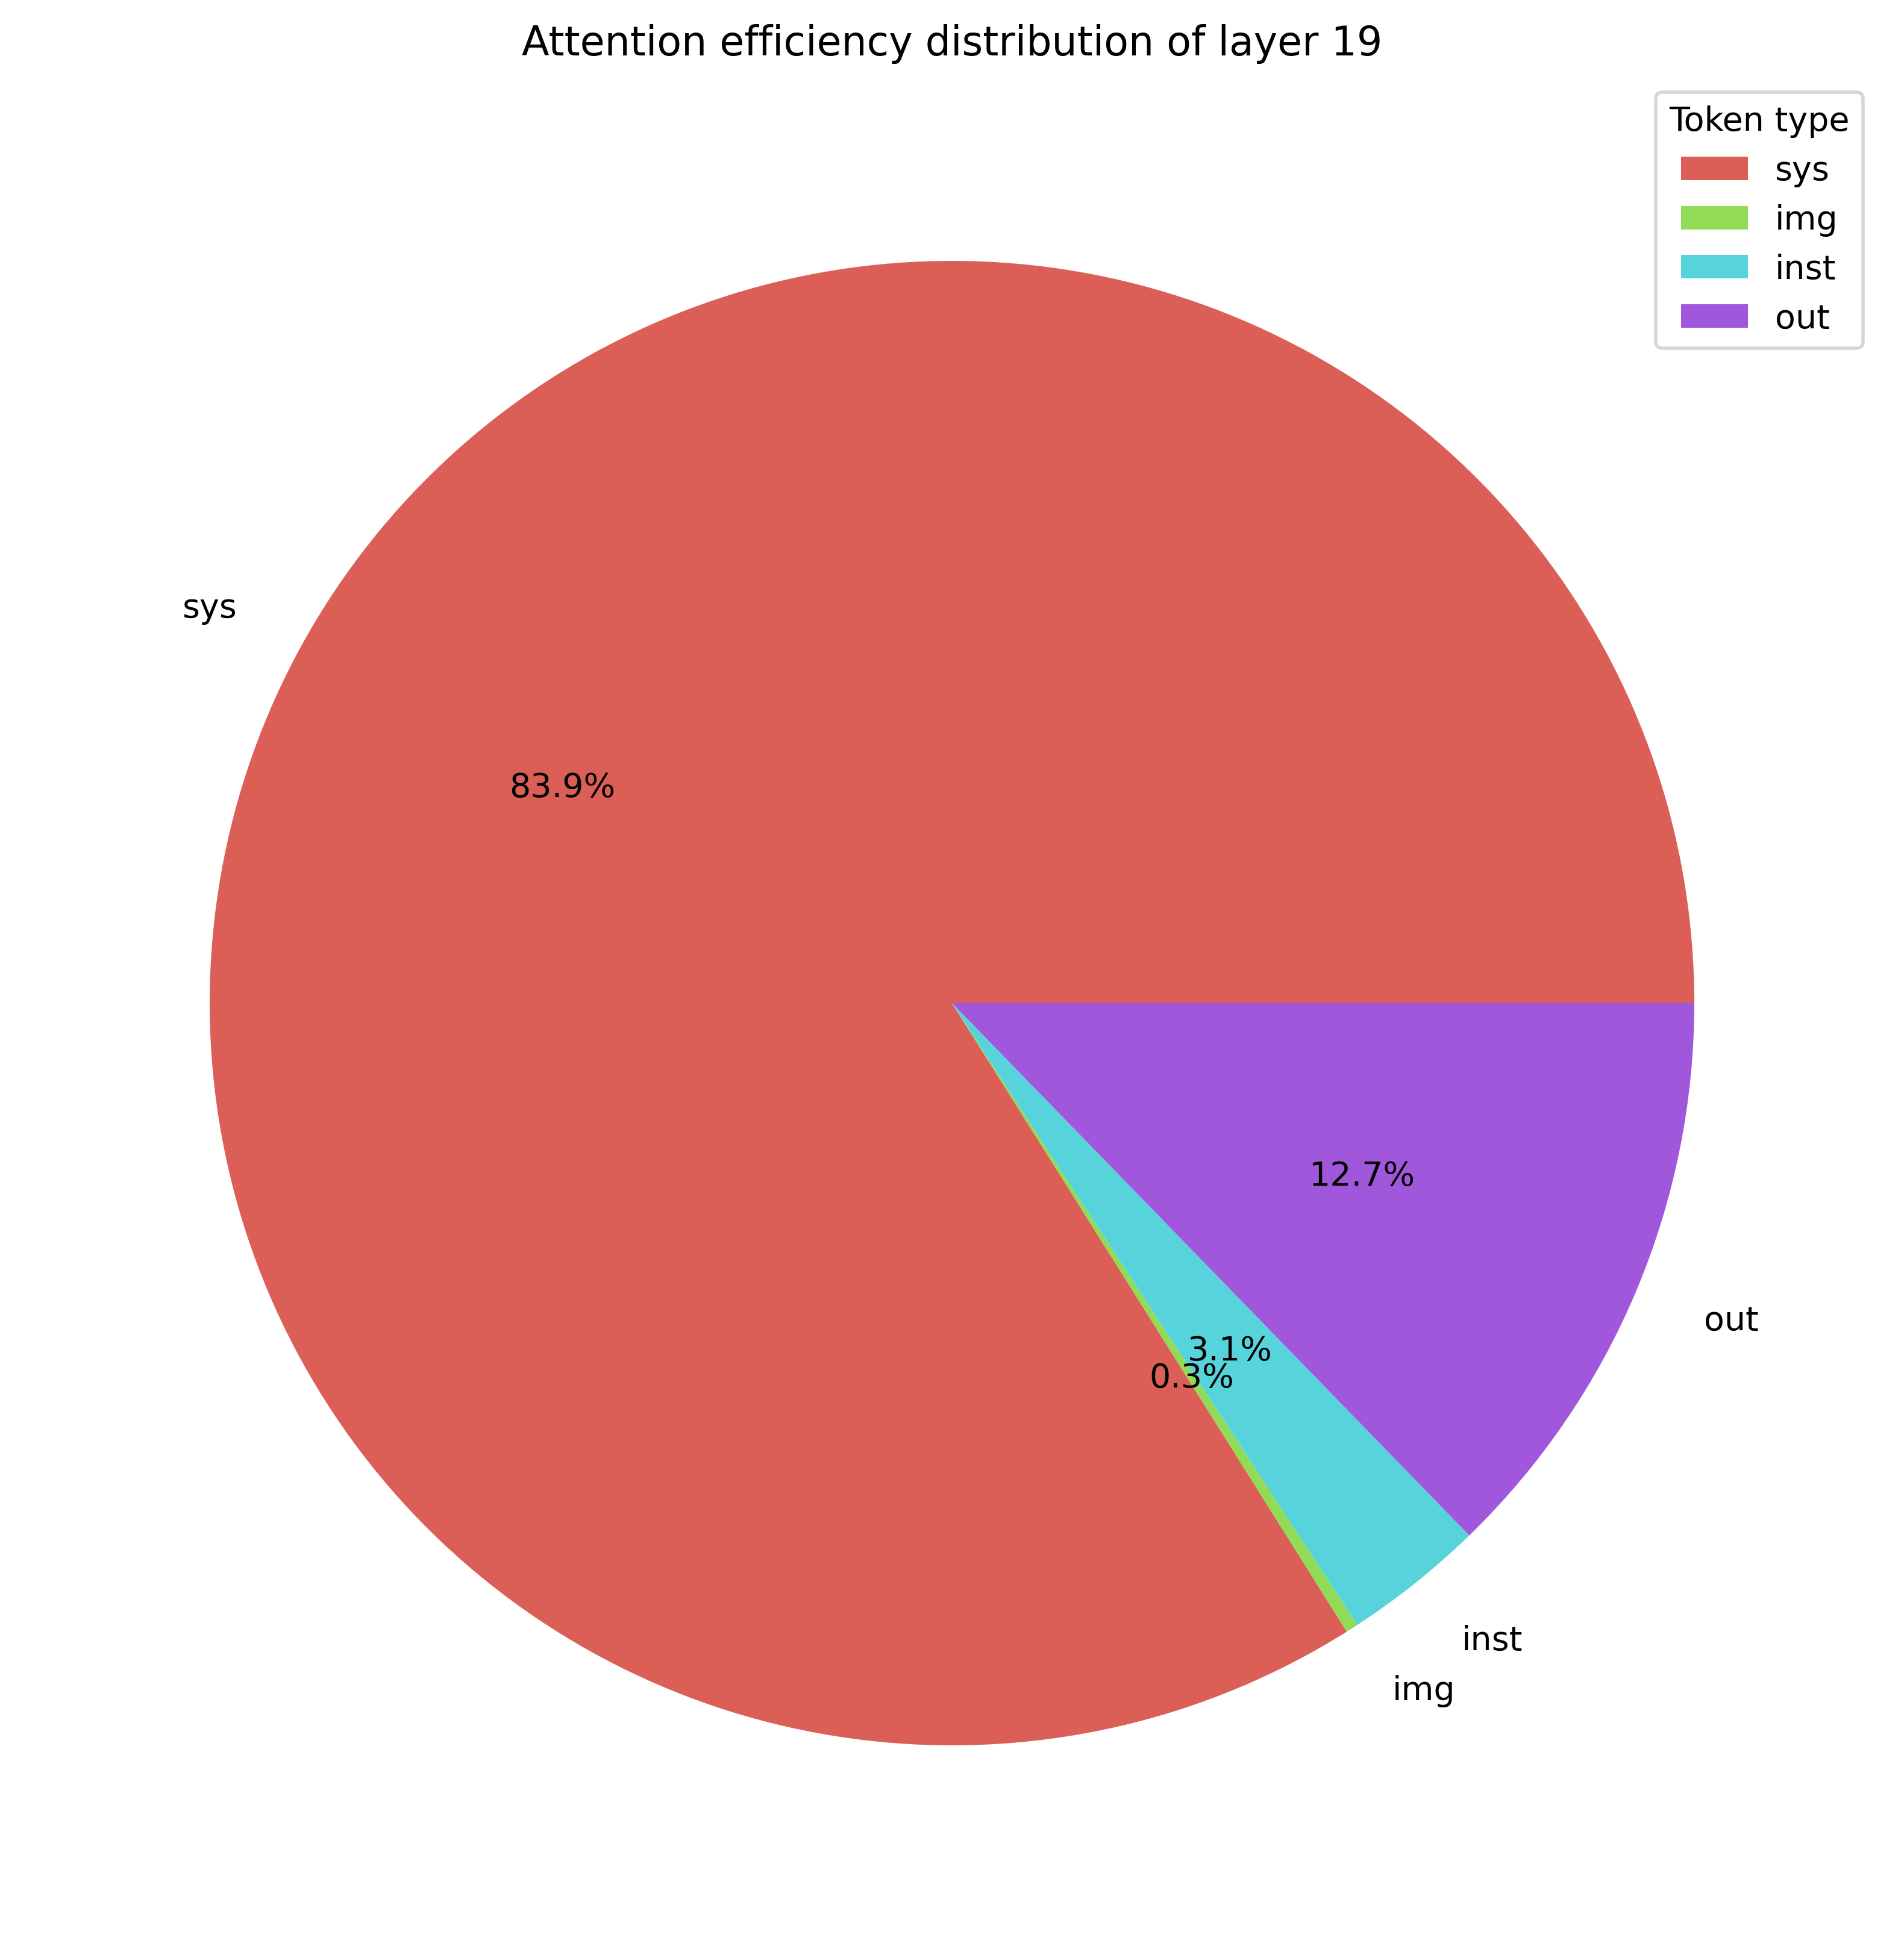 Attention efficiency distribution of layer 19
Token type
sys
img
inst
out
sys
83.9%
12.7%
out
3.1%
0.3%
inst
img